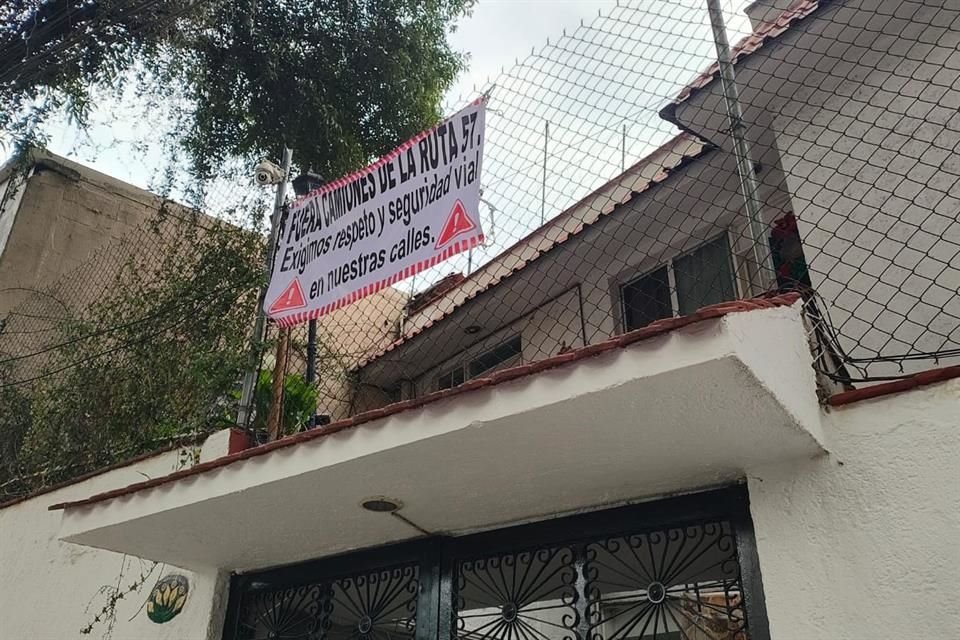 FUERA CAMIONES DE LA RUTA 57.
Exigimos respeto y seguridad vial
en nuestras calles.